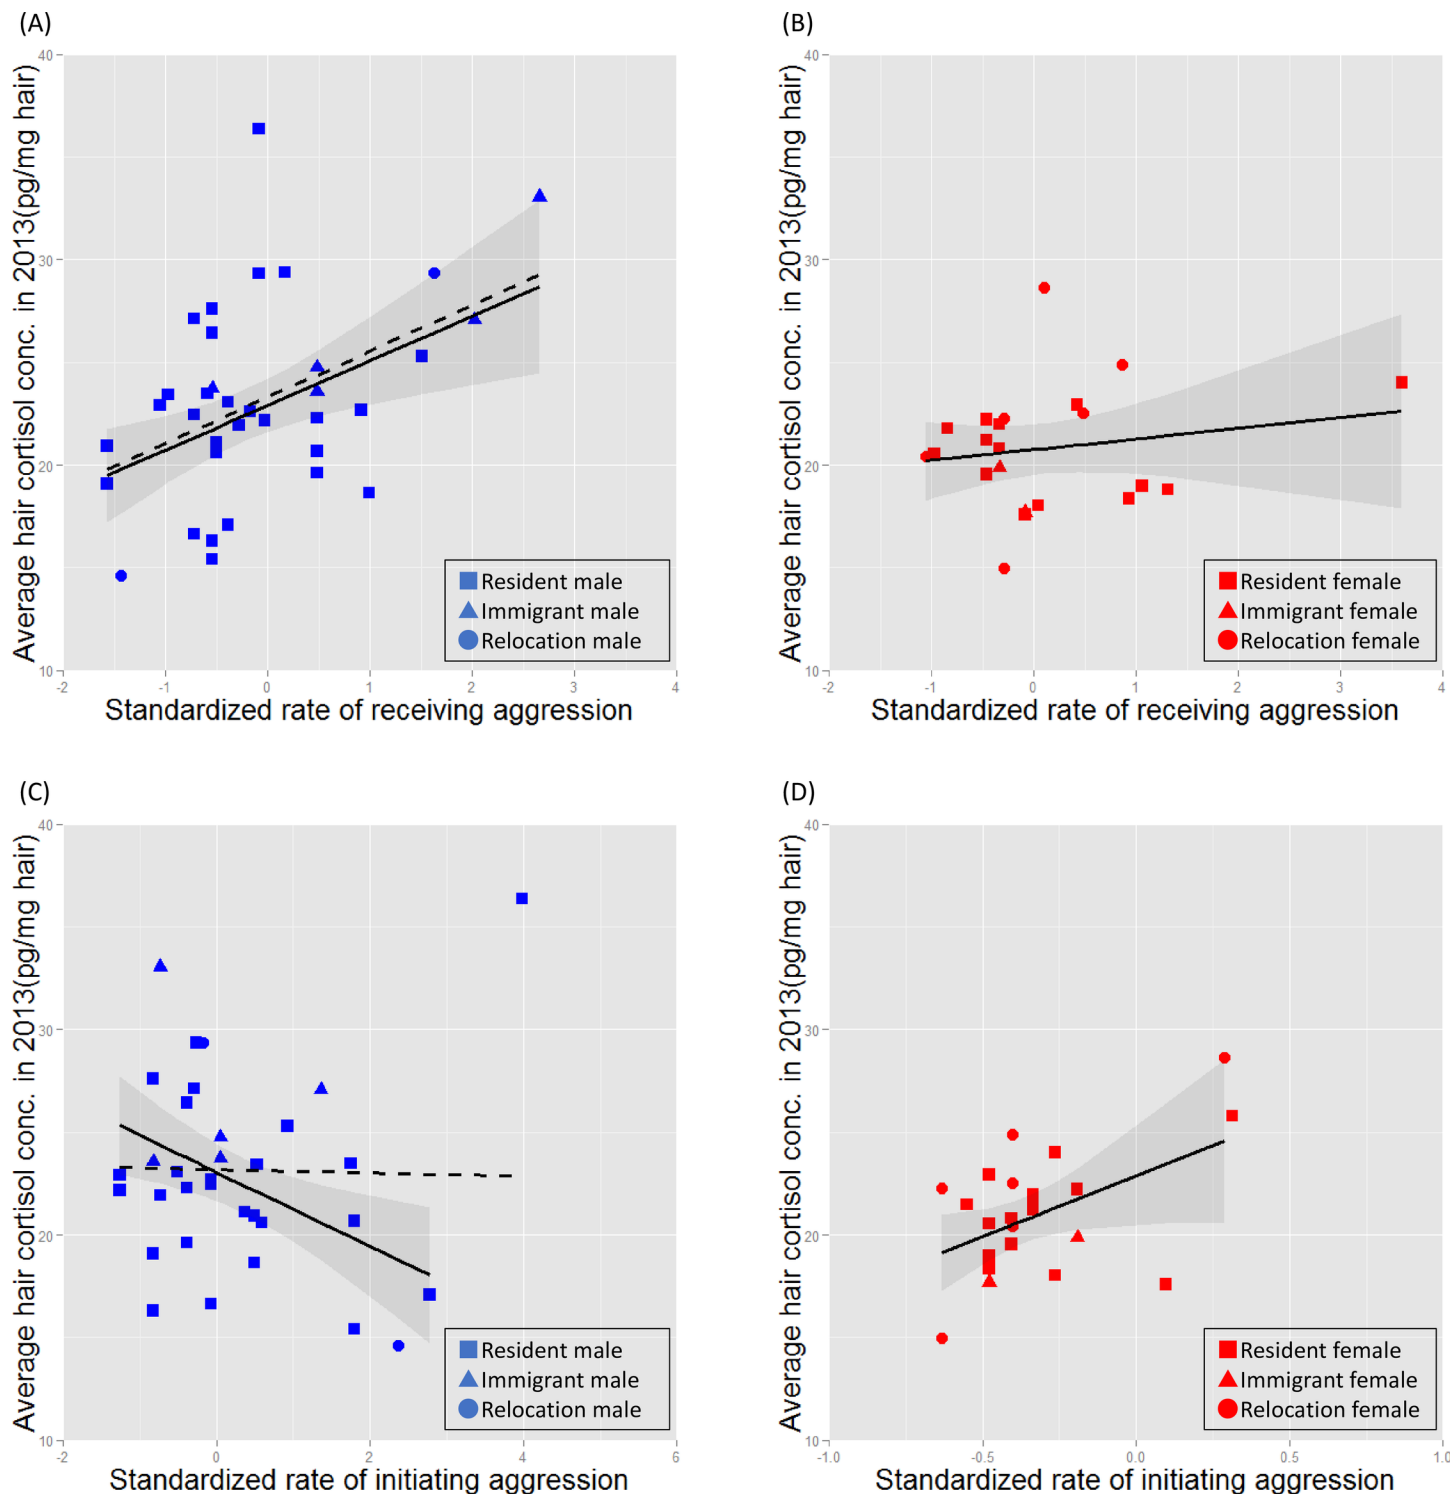 (A)
Average hair cortisol conc. in 2013(pg/mg hair)
40
30
20
10
-2 -1 0 1 2 3 4
Standardized rate of receiving aggression
Resident male
Immigrant male
Relocation male
(B)
Average hair cortisol conc. in 2013(pg/mg hair)
40
30
20
10
-2 -1 0 1 2 3 4
Standardized rate of receiving aggression
Resident female
Immigrant female
Relocation female
(C)
Average hair cortisol conc. in 2013(pg/mg hair)
40
30
20
10
-2 0 2 4 6
Standardized rate of initiating aggression
Resident male
Immigrant male
Relocation male
(D)
Average hair cortisol conc. in 2013(pg/mg hair)
40
30
20
10
-1.0 -0.5 0.0 0.5 1.0
Standardized rate of initiating aggression
Resident female
Immigrant female
Relocation female